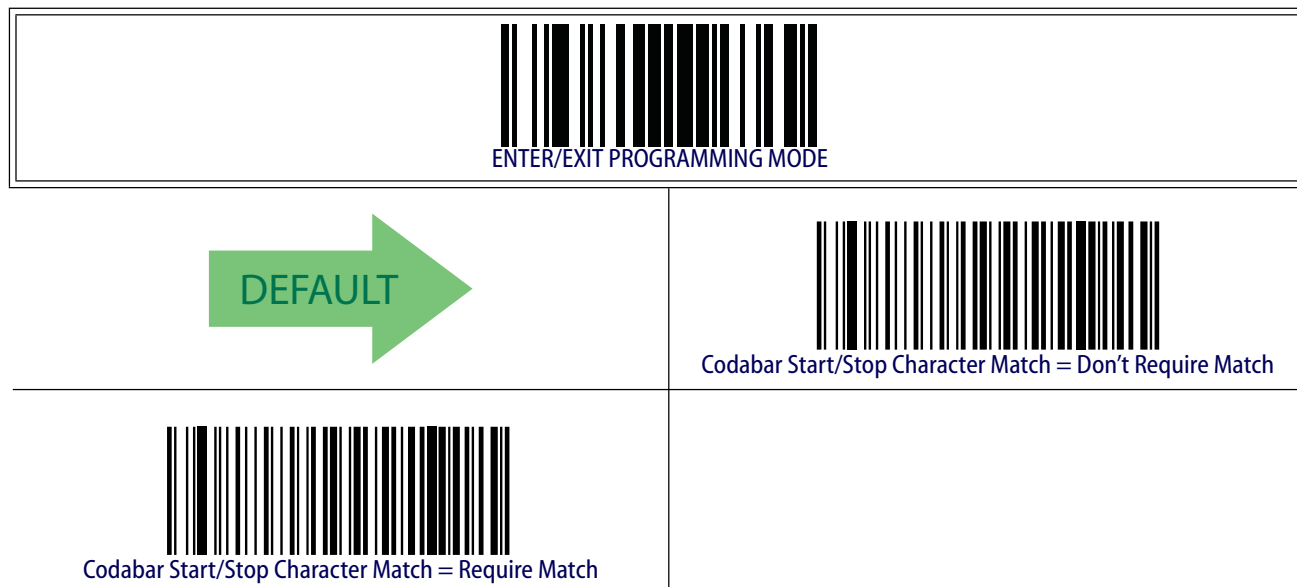 ENTER/EXIT PROGRAMMING MODE
DEFAULT
Codabar Start/Stop Character Match = Don’t Require Match
Codabar Start/Stop Character Match = Require Match